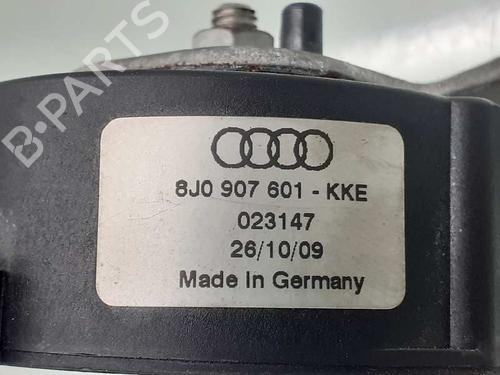 B-PARTS
8J0 907 601 - KKE
023147
26/10/09
Made in Germany